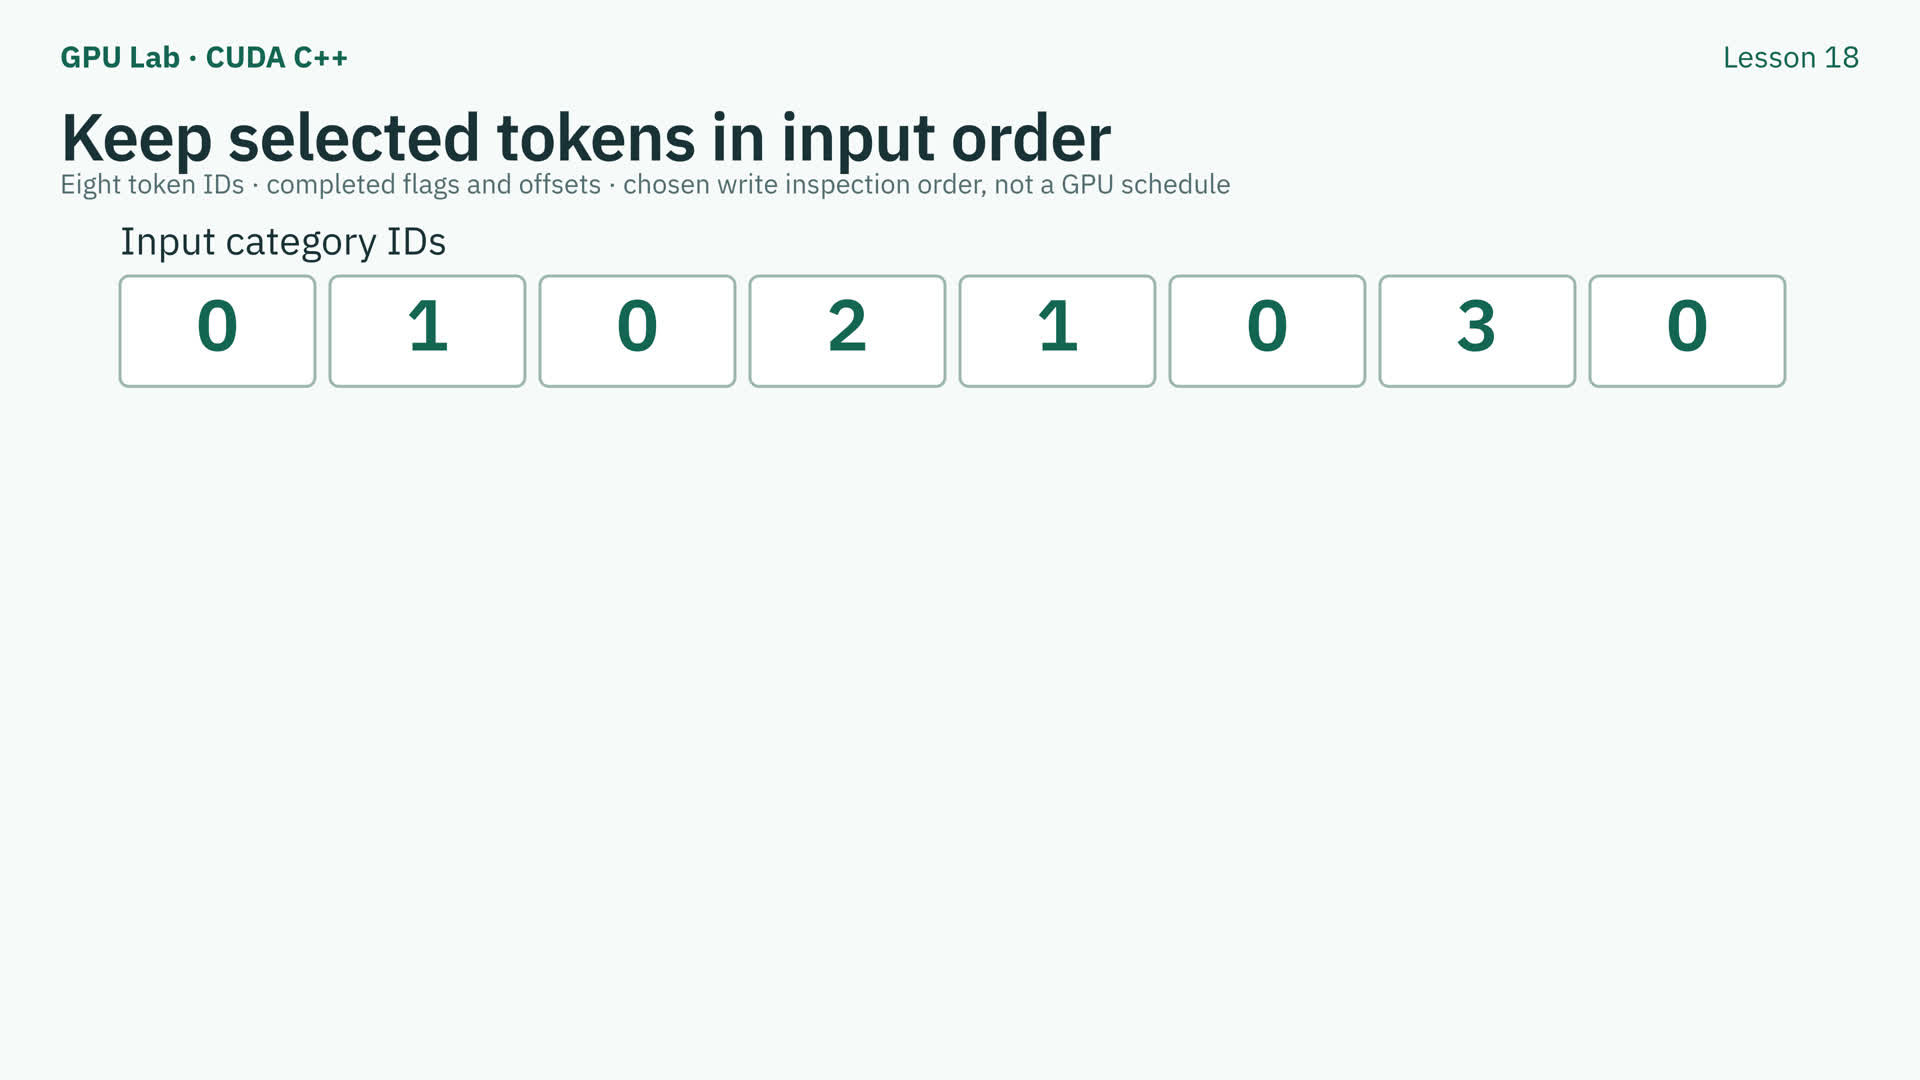 GPU Lab · CUDA C++
Lesson 18
Keep selected tokens in input order
Eight token IDs · completed flags and offsets · chosen write inspection order, not a GPU schedule
Input category IDs
0 1 0 2 1 0 3 0